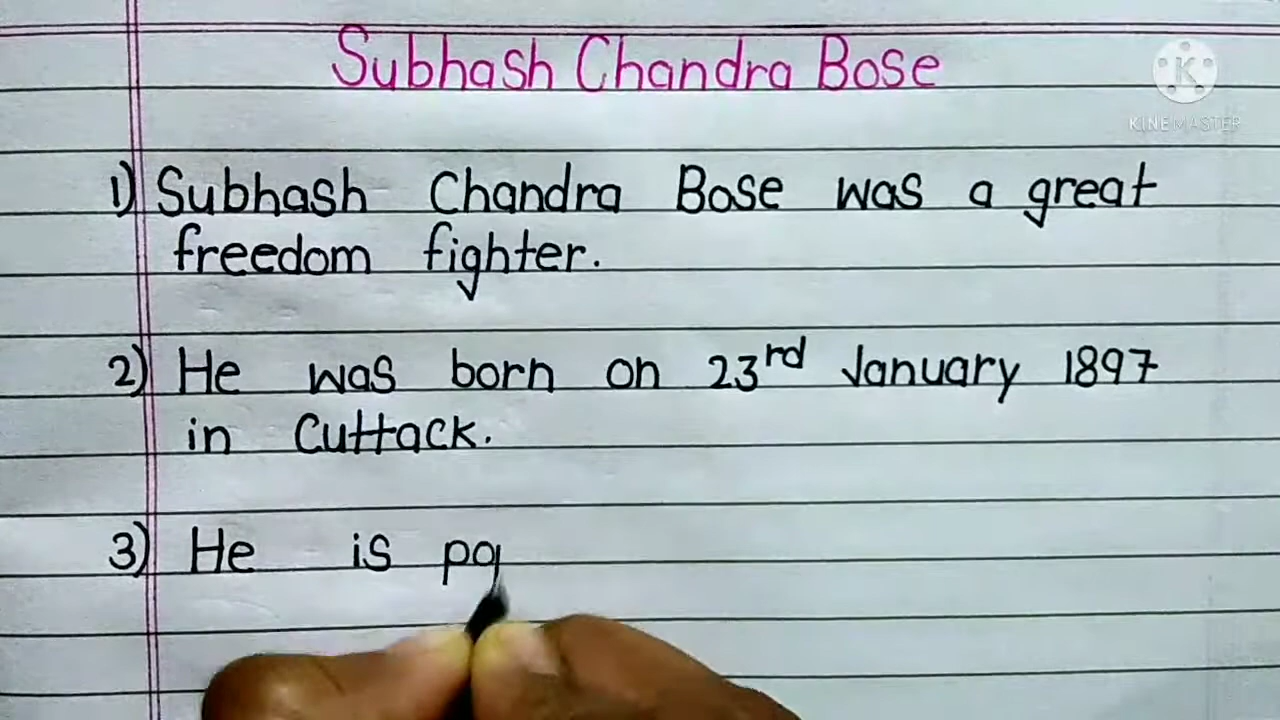 Subhash Chandra Bose
K
KINEMASTER
1) Subhash Chandra Bose was a great
freedom fighter.
2) He was born on 23rd January 1897
in Cuttack.
3) He is po